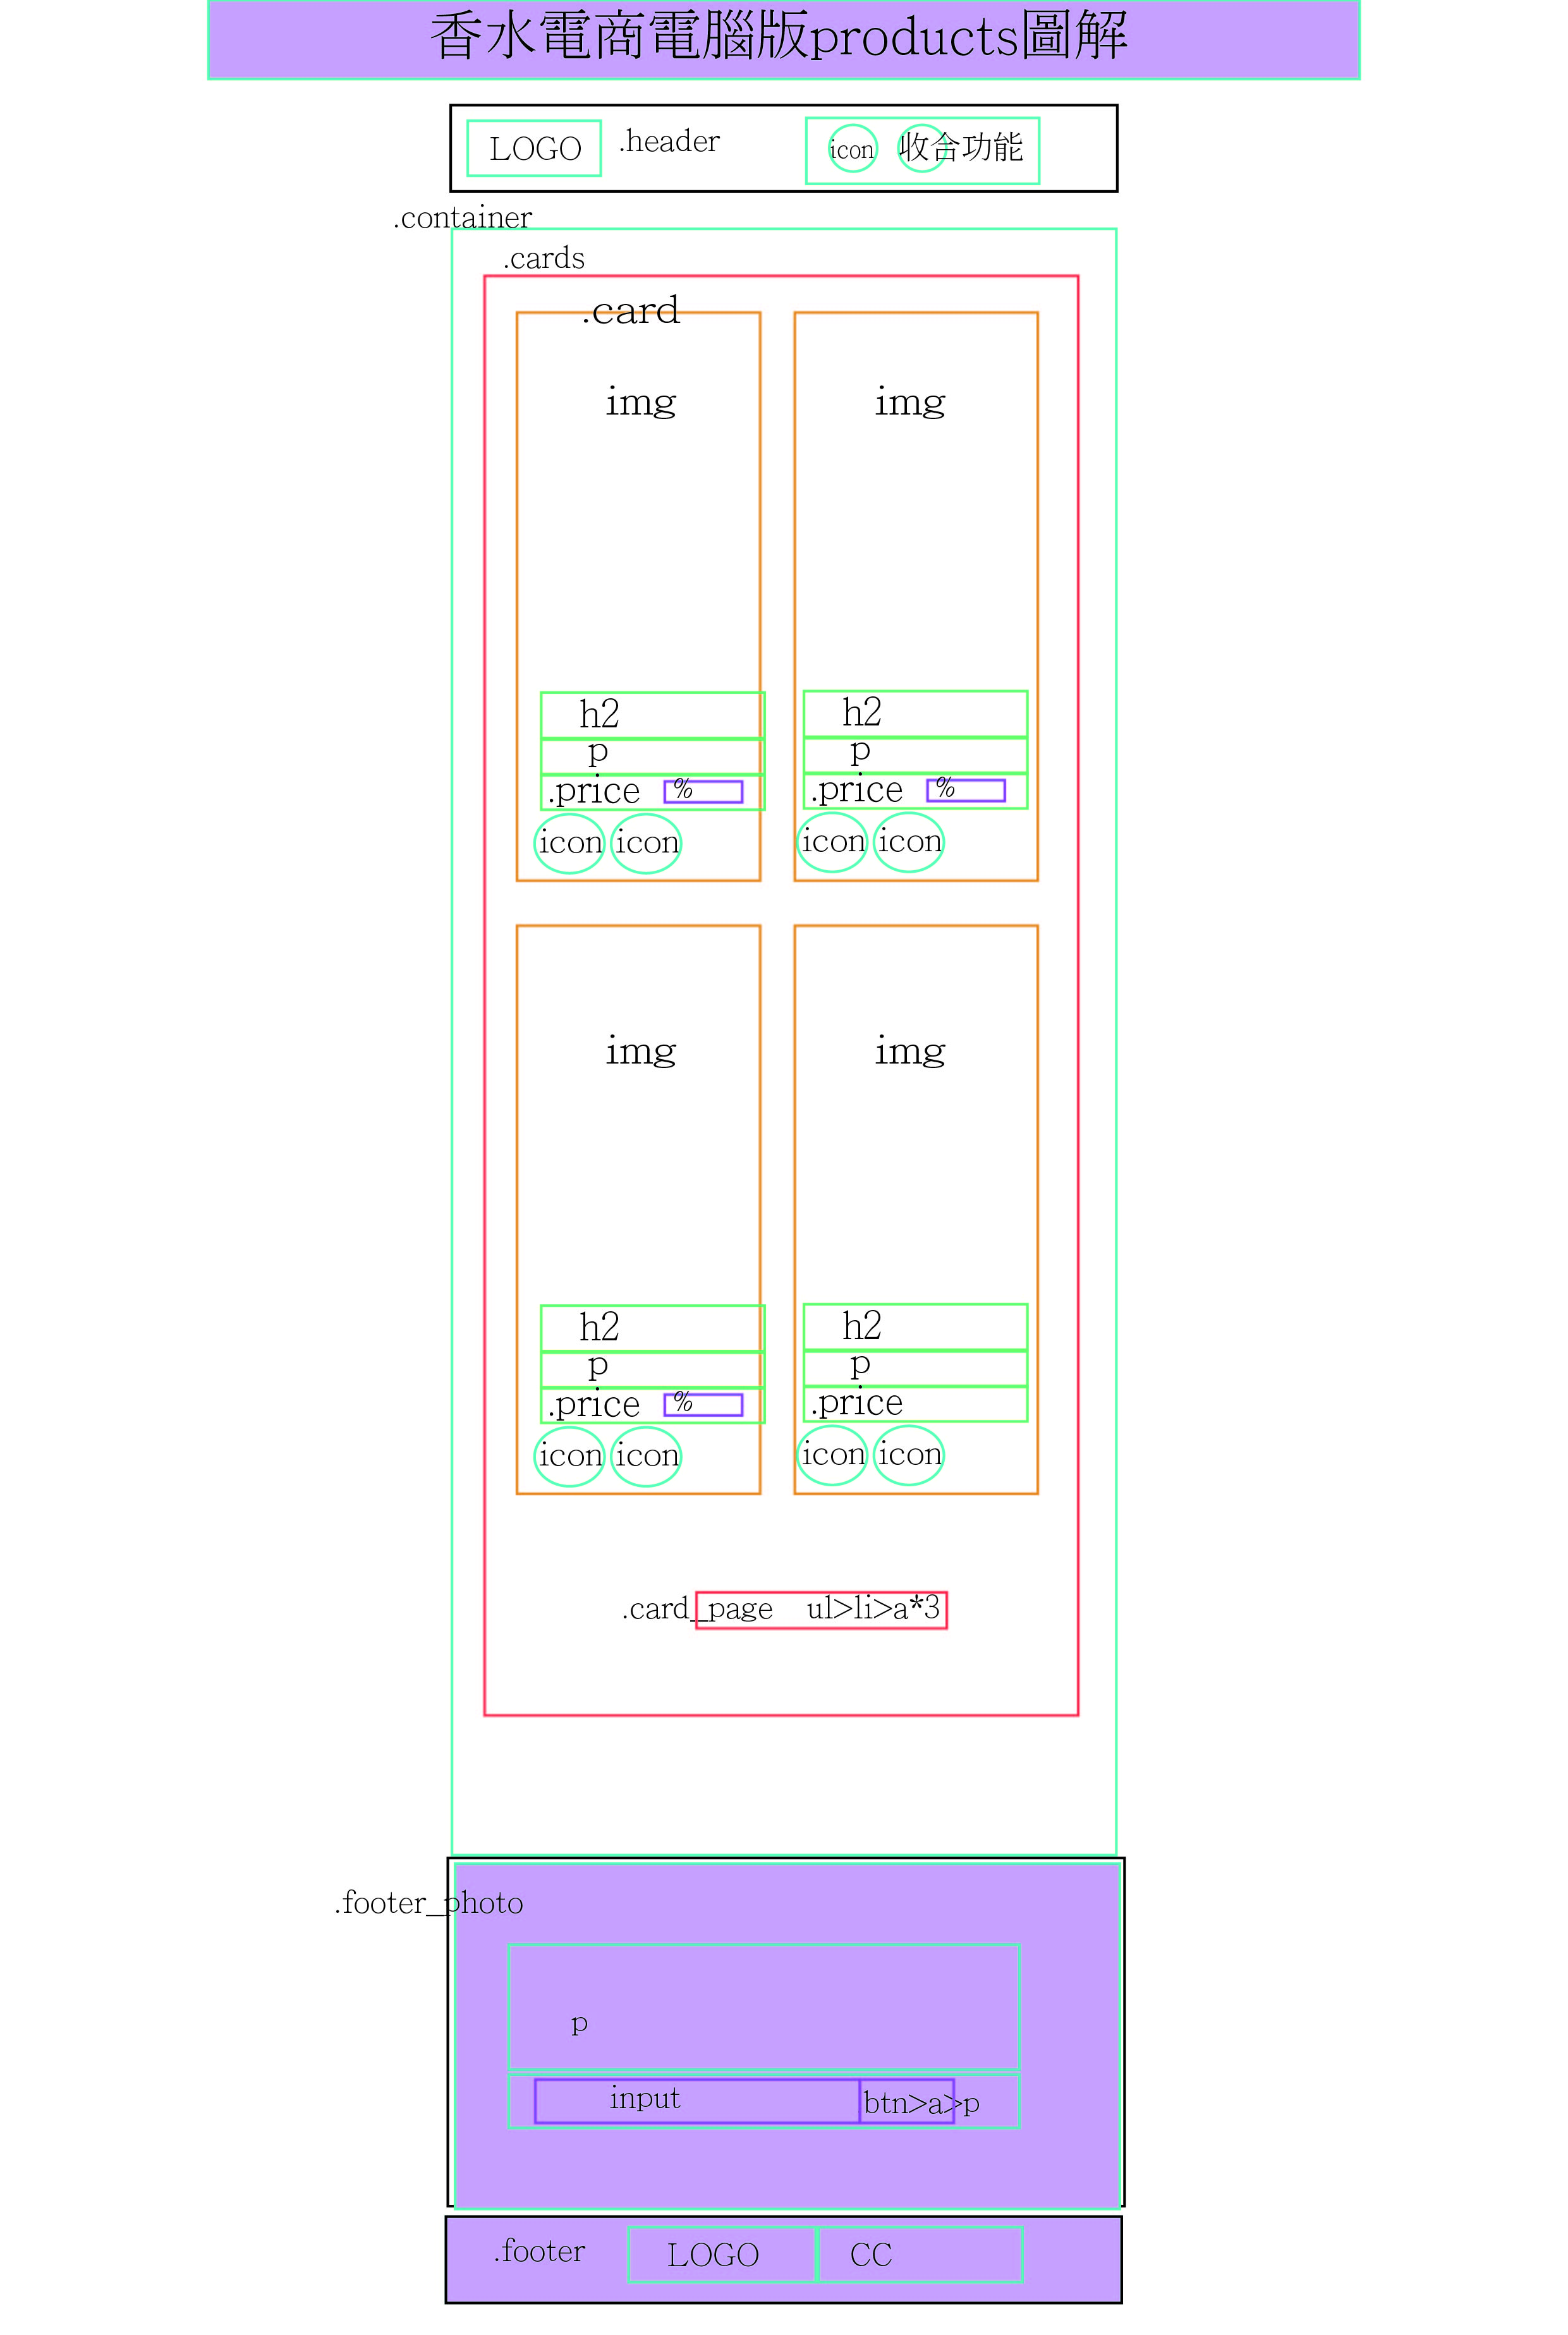 香水電商電腦版products圖解
LOGO .header icon 收合功能
.container
.cards
.card
img img
h2 h2
p p
.price % .price %
icon icon icon icon
img img
h2 h2
p p
.price % .price
icon icon icon icon
.card_page ul>li>a*3
.footer_photo
p
input btn>a>p
.footer LOGO CC